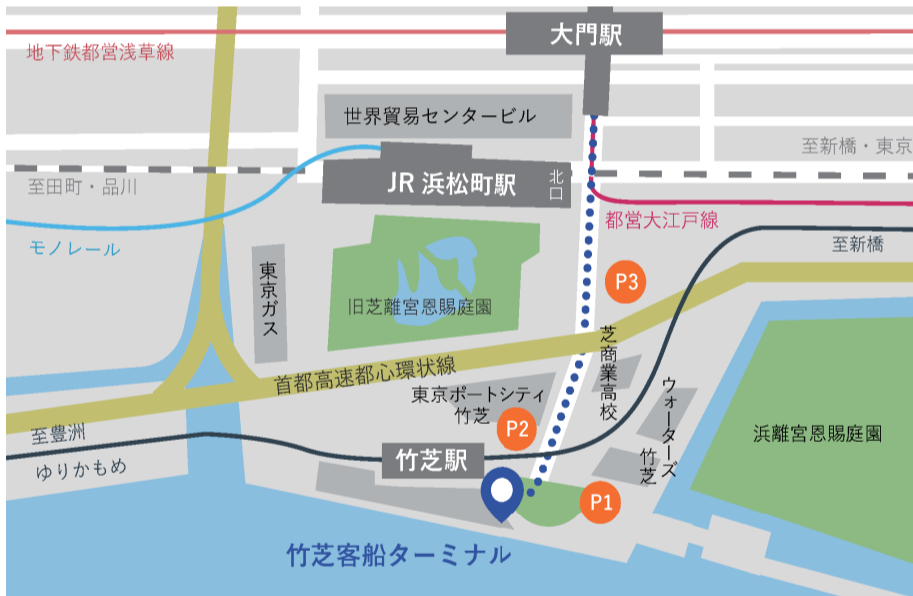 大門駅
地下鉄都営浅草線
世界貿易センタービル
至新橋・東京
JR 浜松町駅
北口
至田町・品川
都営大江戸線
モノレール
至新橋
東京ガス
P3
旧芝離宮恩賜庭園
芝商業高校
首都高速都心環状線
東京ポートシティ
竹芝
ウォーターズ
竹芝
P2
至豊洲
浜離宮恩賜庭園
竹芝駅
ゆりかもめ
P1
竹芝客船ターミナル